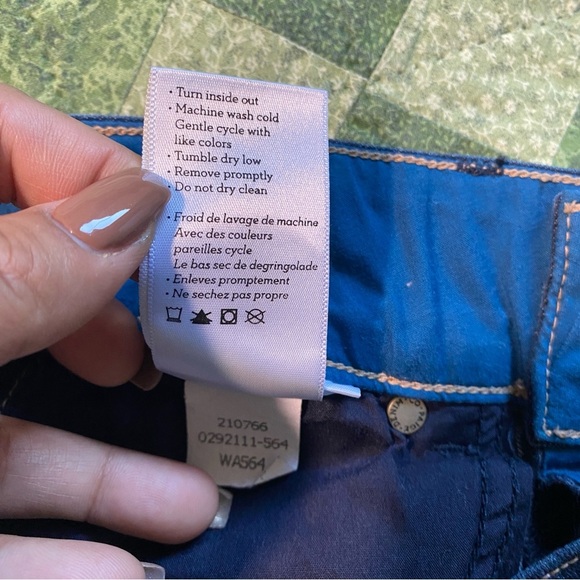 • Turn inside out
• Machine wash cold
Gentle cycle with
like colors
• Tumble dry low
• Remove promptly
• Do not dry clean
• Froid de lavage de machine
Avec des couleurs
pareilles cycle
Le bas sec de degringolade
• Enleves promptement
• Ne sechez pas propre
210766
0292111-564
WA564
PAIGE DENIM